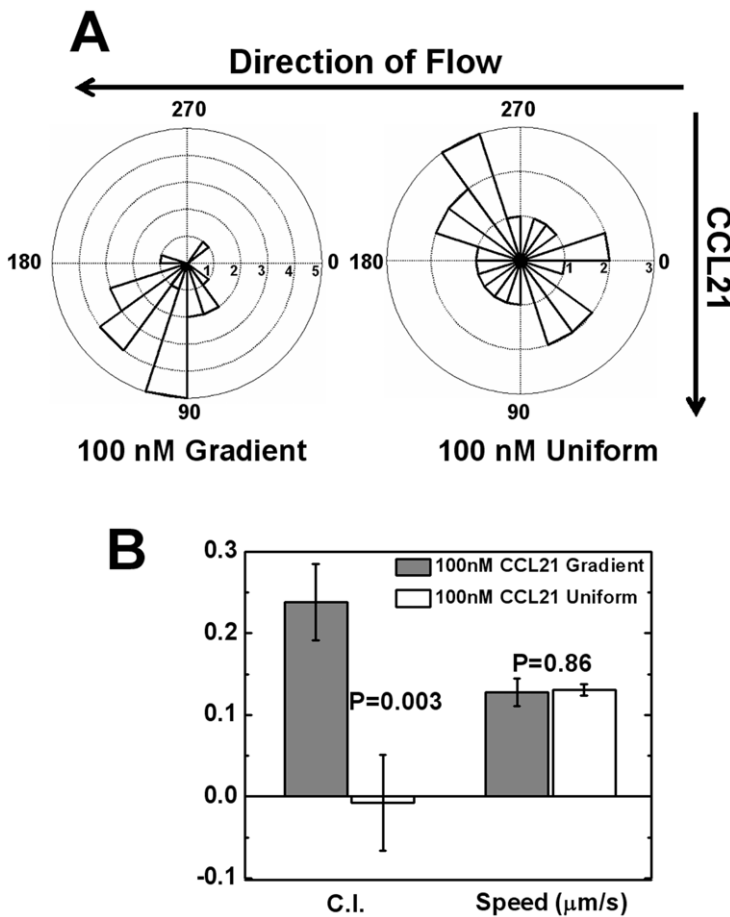 A
Direction of Flow
270
270
180
1
2
3
4
5
0
180
1
2
3
0
CCL21
90
90
100 nM Gradient
100 nM Uniform
B
0.3
100nM CCL21 Gradient
100nM CCL21 Uniform
0.2
P=0.86
P=0.003
0.1
0.0
-0.1
C.I.
Speed (μm/s)